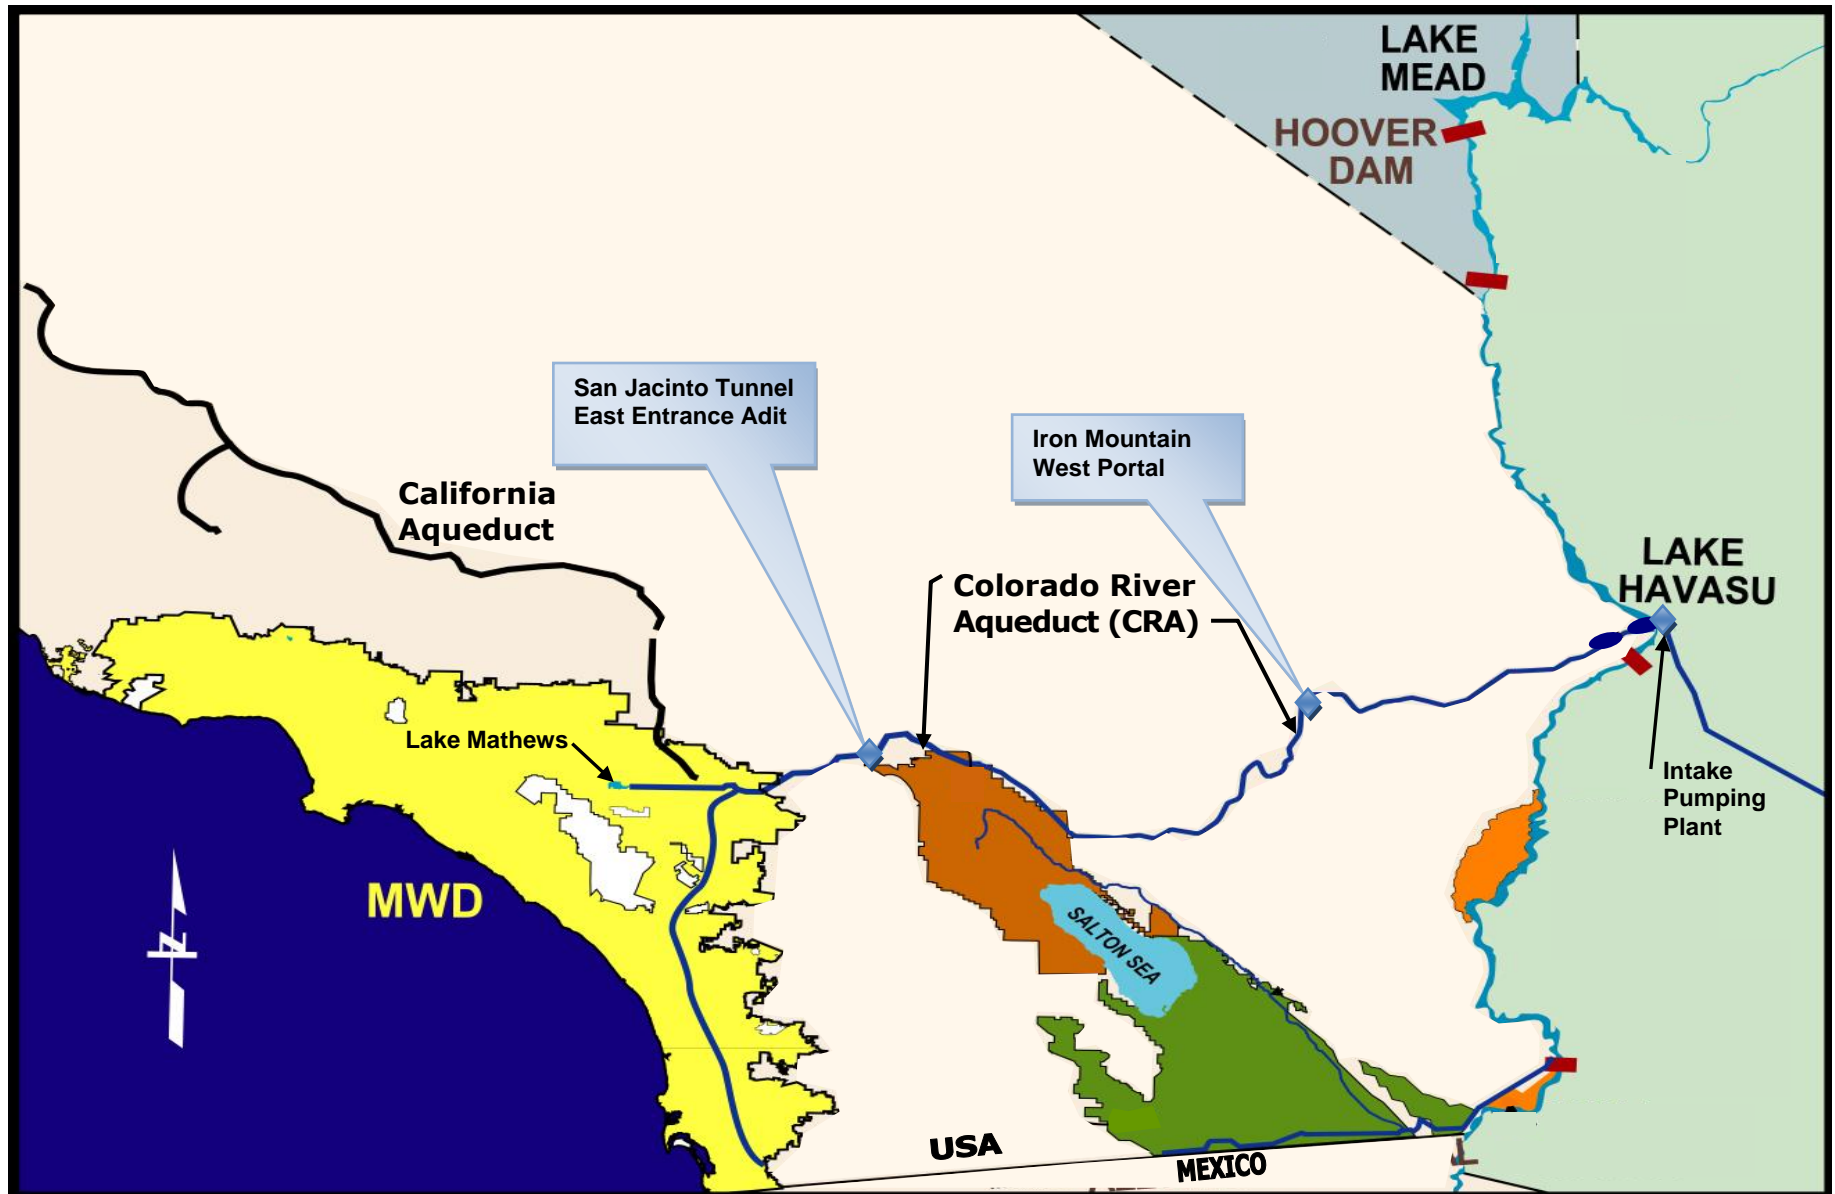 LAKE
MEAD
HOOVER
DAM
San Jacinto Tunnel
East Entrance Adit
Iron Mountain
West Portal
California
Aqueduct
LAKE
HAVASU
Colorado River
Aqueduct (CRA)
Lake Mathews
Intake
Pumping
Plant
MWD
SALTON SEA
N
USA
MEXICO